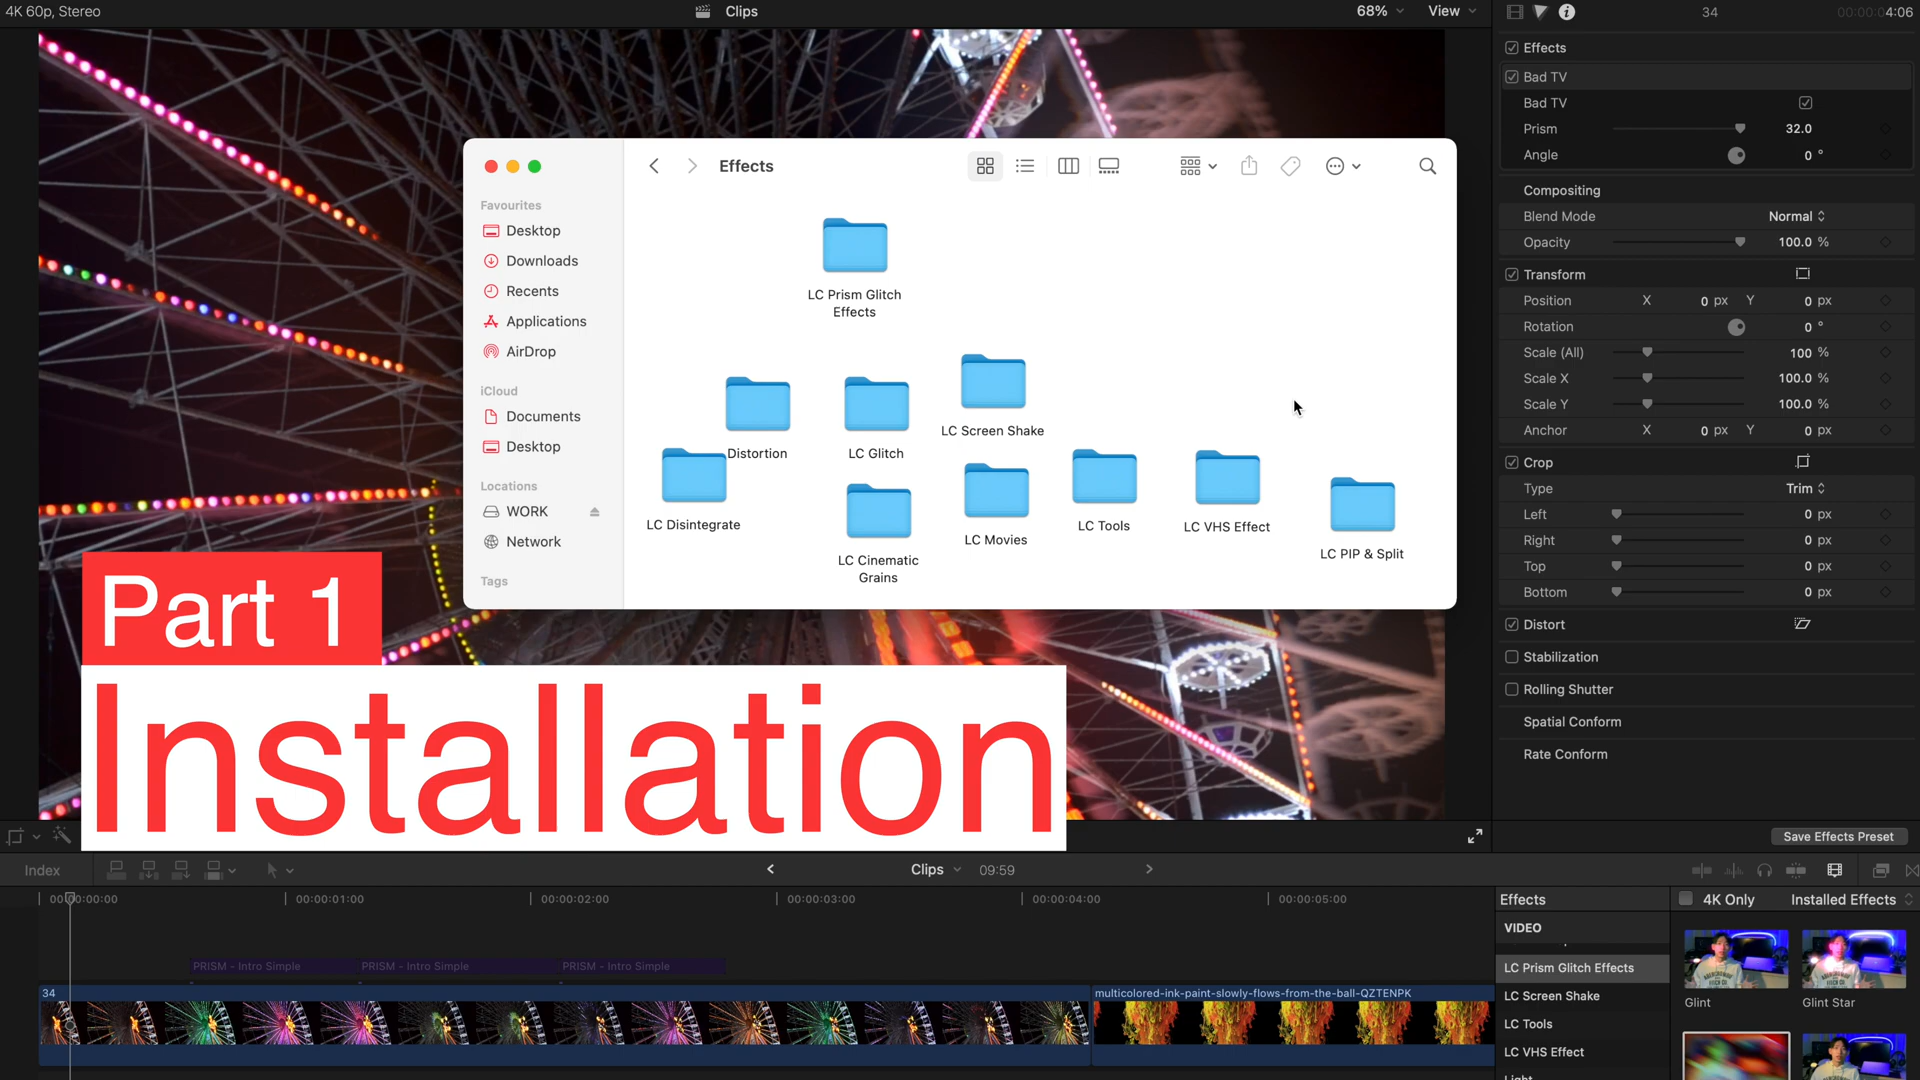 4K 60p, Stereo
Clips
68%
View
34
00:00:04:06
Effects
Bad TV
Bad TV
Prism
32.0
Angle
0 °
Compositing
Blend Mode
Normal
Opacity
100.0 %
Transform
Position X 0 px Y 0 px
Rotation
0 °
Scale (All)
100 %
Scale X
100.0 %
Scale Y
100.0 %
Anchor X 0 px Y 0 px
Crop
Type
Trim
Left
0 px
Right
0 px
Top
0 px
Bottom
0 px
Distort
Stabilization
Rolling Shutter
Spatial Conform
Rate Conform
Save Effects Preset
Effects
Favourites
Desktop
Downloads
Recents
Applications
AirDrop
iCloud
Documents
Desktop
Locations
WORK
Network
Tags
LC Prism Glitch
Effects
LC Screen Shake
Distortion
LC Glitch
LC Disintegrate
LC Cinematic
Grains
LC Movies
LC Tools
LC VHS Effect
LC PIP & Split
Part 1
Installation
Index
Clips
09:59
00:00:01:00
00:00:02:00
00:00:03:00
00:00:04:00
00:00:05:00
PRISM - Intro Simple
PRISM - Intro Simple
PRISM - Intro Simple
34
multicolored-ink-paint-slowly-flows-from-the-ball-QZTENPK
Effects
4K Only
Installed Effects
VIDEO
LC Prism Glitch Effects
LC Screen Shake
LC Tools
LC VHS Effect
Light
Glint
Glint Star